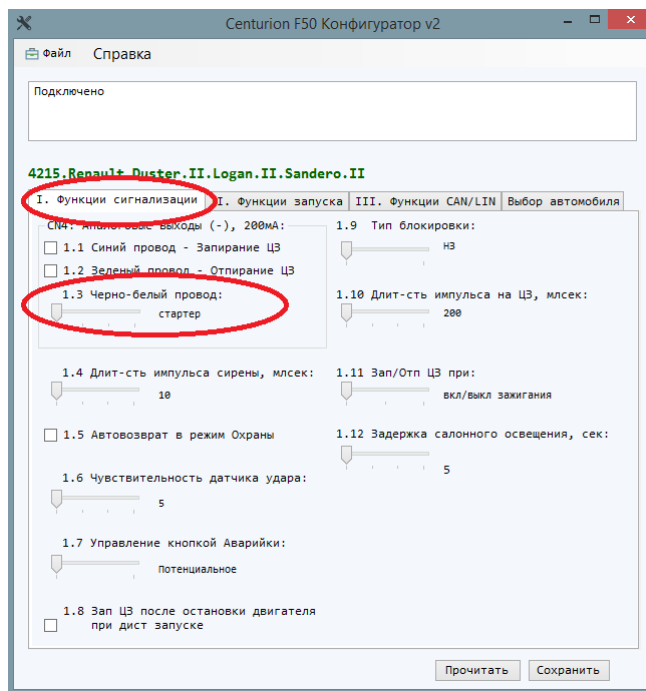 Centurion F50 Конфигуратор v2
Файл Справка
Подключено
4215.Renault Duster.II.Logan.II.Sandero.II
I. Функции сигнализации II. Функции запуска III. Функции CAN/LIN Выбор автомобиля
CN4: Аналоговые выходы (-), 200мА:
1.1 Синий провод - Запирание ЦЗ
1.2 Зеленый провод - Отпирание ЦЗ
1.3 Черно-белый провод:
стартер
1.4 Длит-сть импульса сирены, млсек:
10
1.5 Автовозврат в режим Охраны
1.6 Чувствительность датчика удара:
5
1.7 Управление кнопкой Аварийки:
Потенциальное
1.8 Зап ЦЗ после остановки двигателя
при дист запуске
1.9 Тип блокировки:
НЗ
1.10 Длит-сть импульса на ЦЗ, млсек:
200
1.11 Зап/Отп ЦЗ при:
вкл/выкл зажигания
1.12 Задержка салонного освещения, сек:
5
Прочитать Сохранить